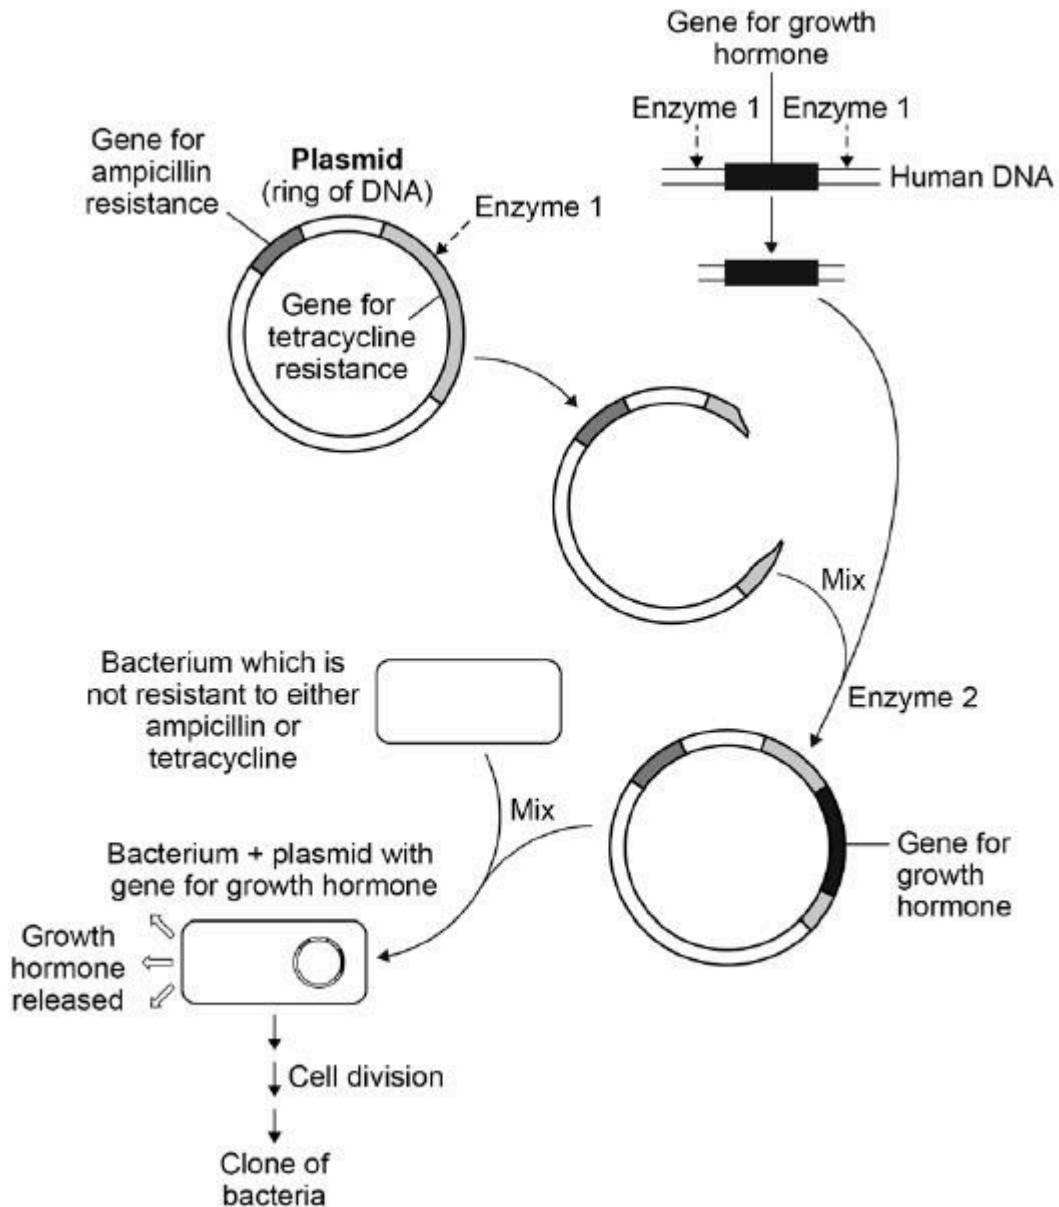 Gene for growth
hormone
Enzyme 1
Enzyme 1
Human DNA
Gene for
ampicillin
resistance
Plasmid
(ring of DNA)
Enzyme 1
Gene for
tetracycline
resistance
Mix
Enzyme 2
Bacterium which is
not resistant to either
ampicillin or
tetracycline
Mix
Gene for
growth
hormone
Bacterium + plasmid with
gene for growth hormone
Growth
hormone
released
Cell division
Clone of
bacteria